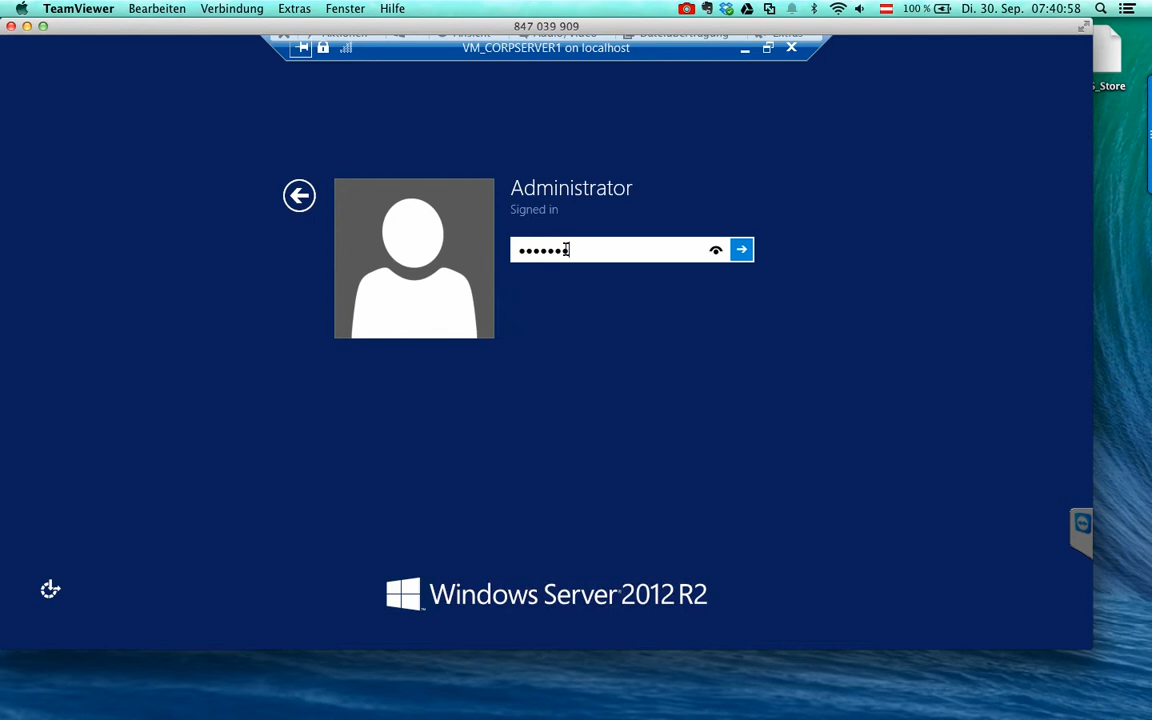 TeamViewer Bearbeiten Verbindung Extras Fenster Hilfe 100 % Di. 30. Sep. 07:40:58
847 039 909
VM_CORPSERVER1 on localhost
_Store
Administrator
Signed in
Windows Server 2012 R2